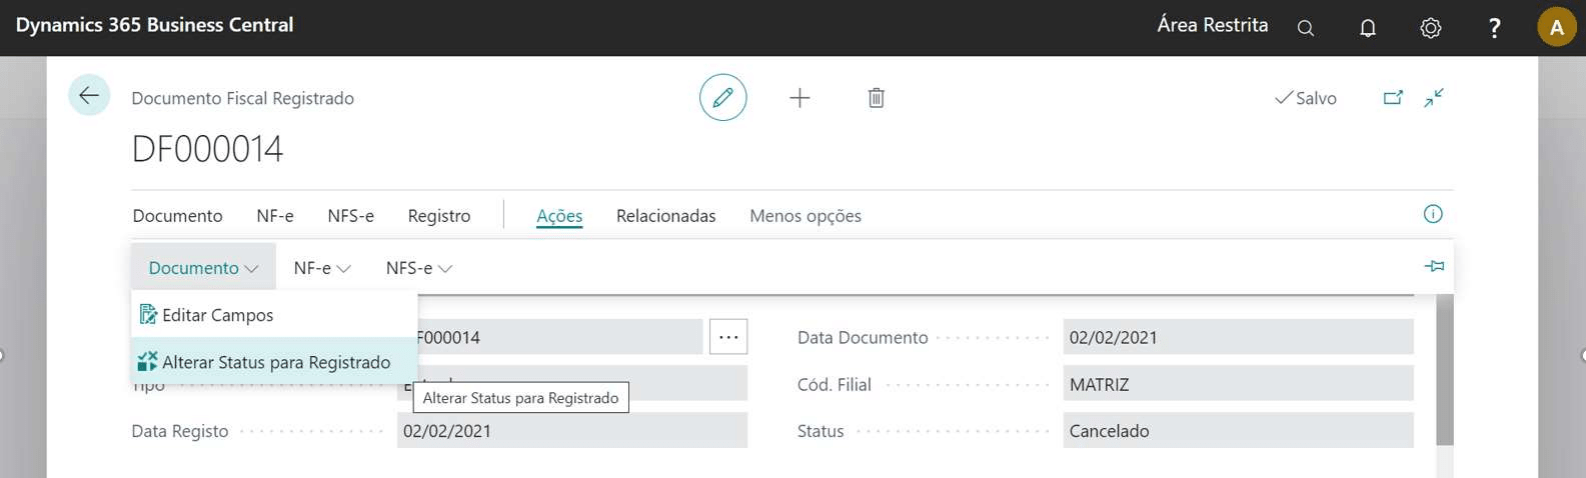 Dynamics 365 Business Central
Área Restrita
?
A
Documento Fiscal Registrado
Salvo
DF000014
Documento NF-e NFS-e Registro Ações Relacionadas Menos opções
Documento NF-e NFS-e
Editar Campos
F000014
Data Documento 02/02/2021
Alterar Status para Registrado
Tipo
Cód. Filial MATRIZ
Alterar Status para Registrado
Data Registo 02/02/2021
Status Cancelado